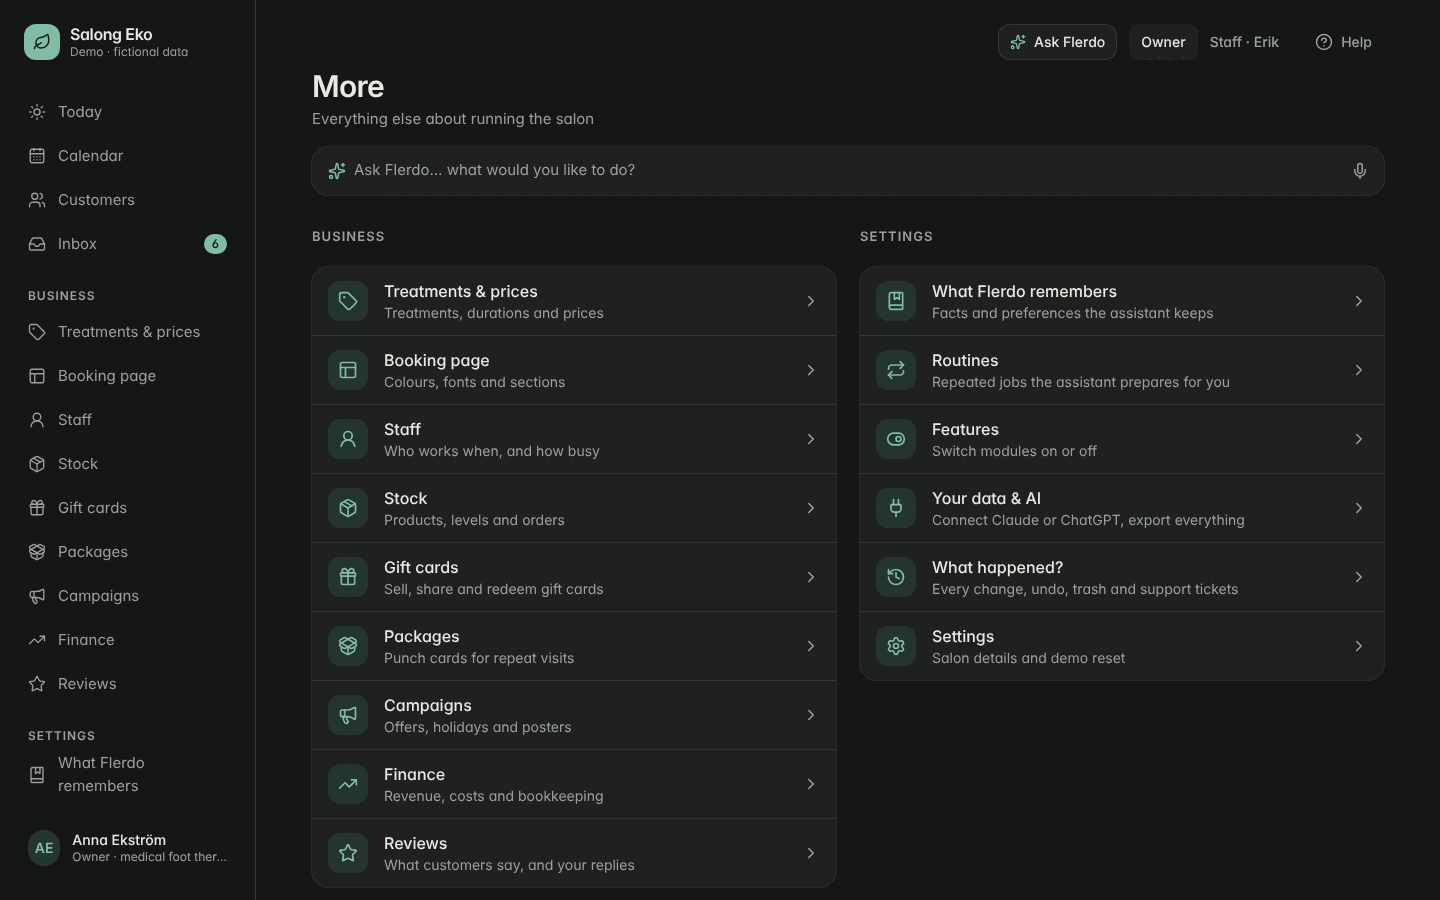 Salong Eko
Demo · fictional data
Today
Calendar
Customers
Inbox
6
BUSINESS
Treatments & prices
Booking page
Staff
Stock
Gift cards
Packages
Campaigns
Finance
Reviews
SETTINGS
What Flerdo
remembers
AE
Anna Ekström
Owner · medical foot ther...
Ask Flerdo
Owner
Staff · Erik
Help
More
Everything else about running the salon
Ask Flerdo... what would you like to do?
BUSINESS
Treatments & prices
Treatments, durations and prices
Booking page
Colours, fonts and sections
Staff
Who works when, and how busy
Stock
Products, levels and orders
Gift cards
Sell, share and redeem gift cards
Packages
Punch cards for repeat visits
Campaigns
Offers, holidays and posters
Finance
Revenue, costs and bookkeeping
Reviews
What customers say, and your replies
SETTINGS
What Flerdo remembers
Facts and preferences the assistant keeps
Routines
Repeated jobs the assistant prepares for you
Features
Switch modules on or off
Your data & AI
Connect Claude or ChatGPT, export everything
What happened?
Every change, undo, trash and support tickets
Settings
Salon details and demo reset